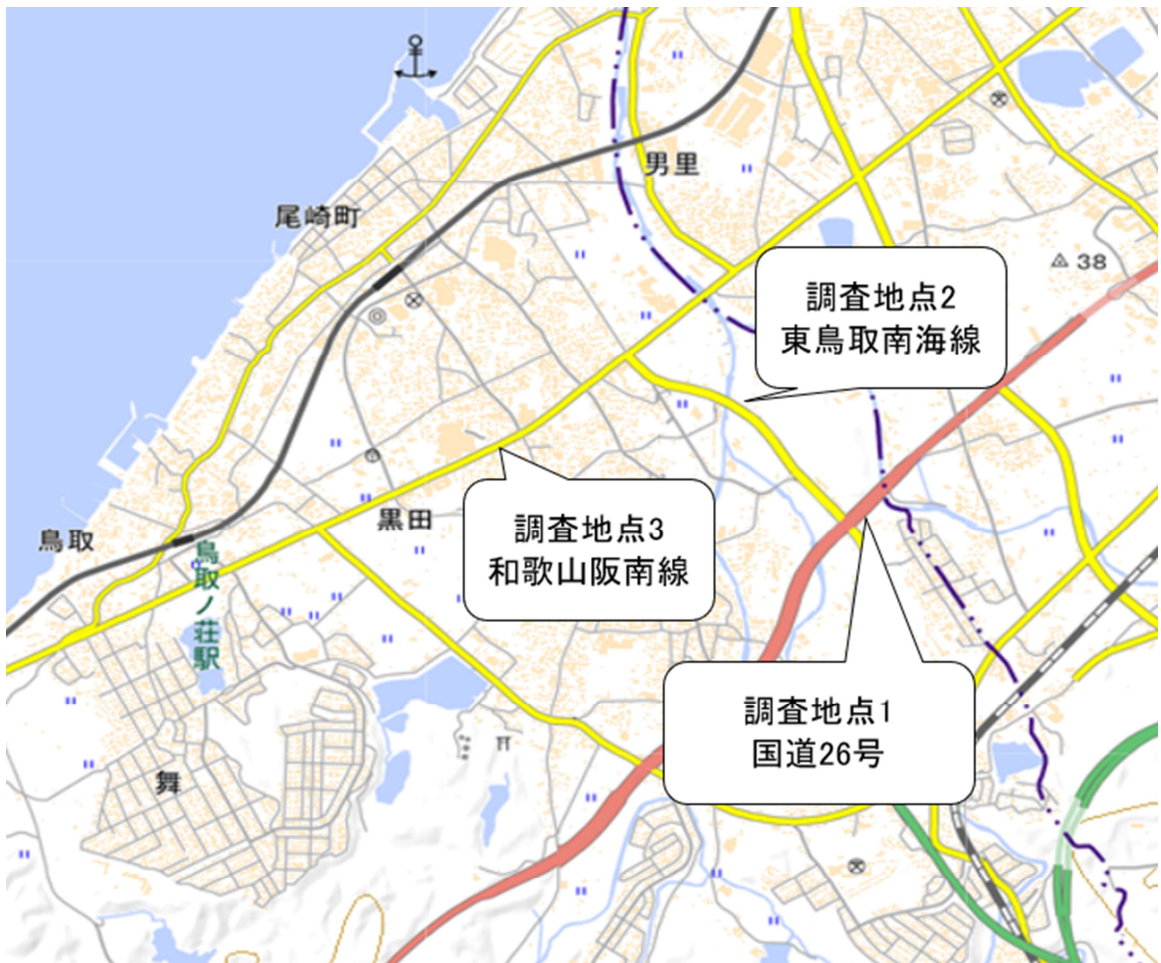 男里
尾崎町
38
調査地点2
東鳥取南海線
調査地点3
和歌山阪南線
黒田
鳥取
鳥取ノ荘駅
調査地点1
国道26号
舞